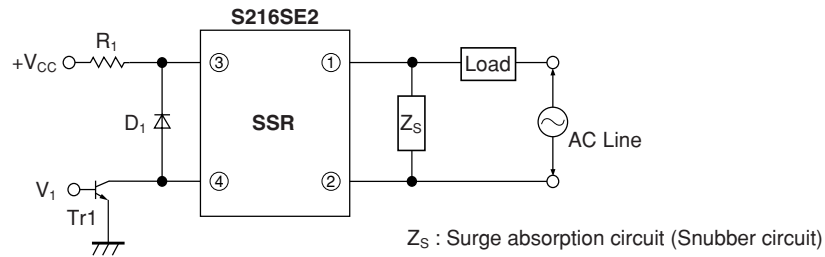 S216SE2
R1
+VCC
③
①
Load
D1
SSR
ZS
AC Line
V1
④
②
Tr1
ZS : Surge absorption circuit (Snubber circuit)